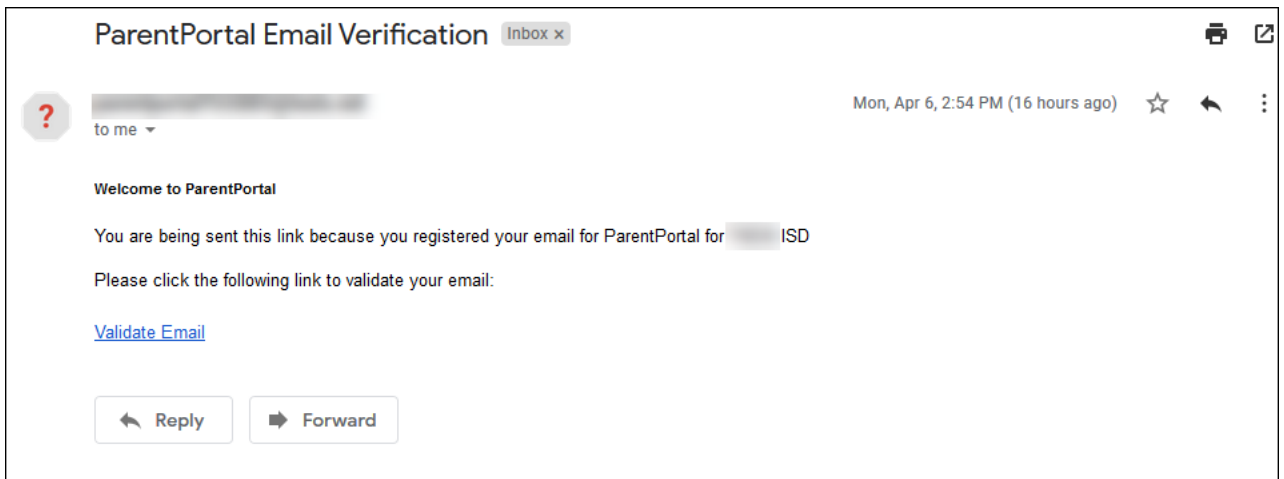 ParentPortal Email Verification Inbox x
?
Mon, Apr 6, 2:54 PM (16 hours ago)
to me
Welcome to ParentPortal
You are being sent this link because you registered your email for ParentPortal for ISD
Please click the following link to validate your email:
Validate Email
Reply Forward